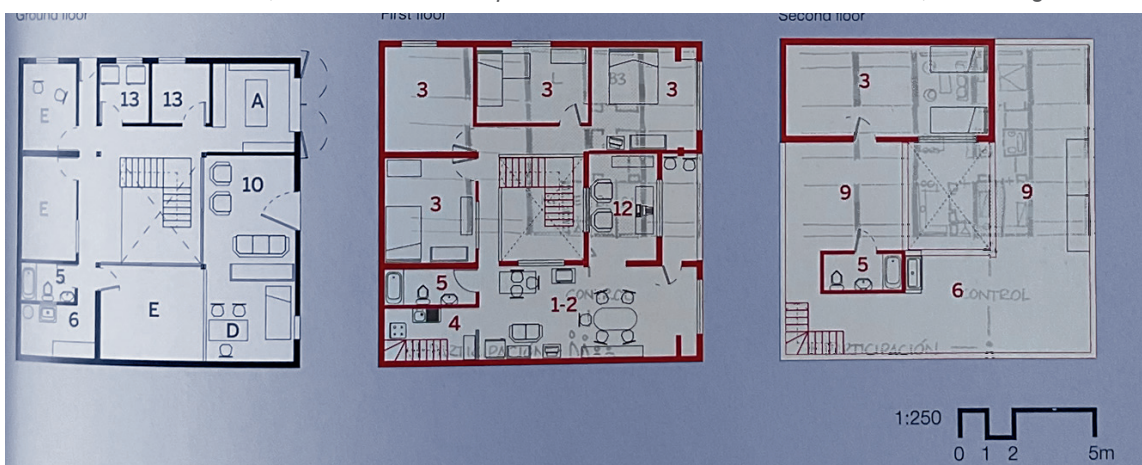 Ground floor
E
13
13
A
E
10
5
6
E
D
First floor
3
3
3
3
12
5
1-2
4
Second floor
3
9
9
5
6
CONTROL
PARTICIPACIÓN
1:250
0 1 2 5m